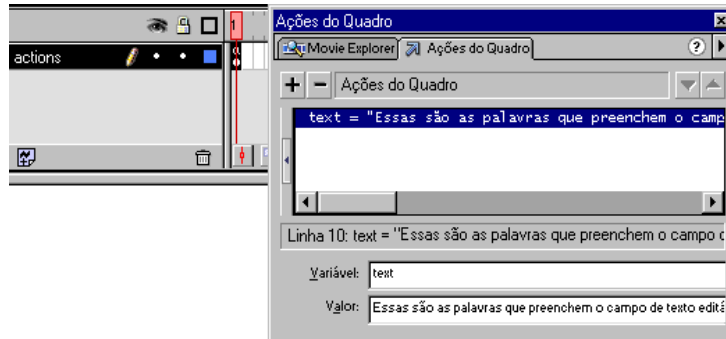 1
actions
Ações do Quadro
Movie Explorer Ações do Quadro ?
+ − Ações do Quadro
text = "Essas são as palavras que preenchem o camp
Linha 10: text = "Essas são as palavras que preenchem o campo
Variável: text
Valor: Essas são as palavras que preenchem o campo de texto editá